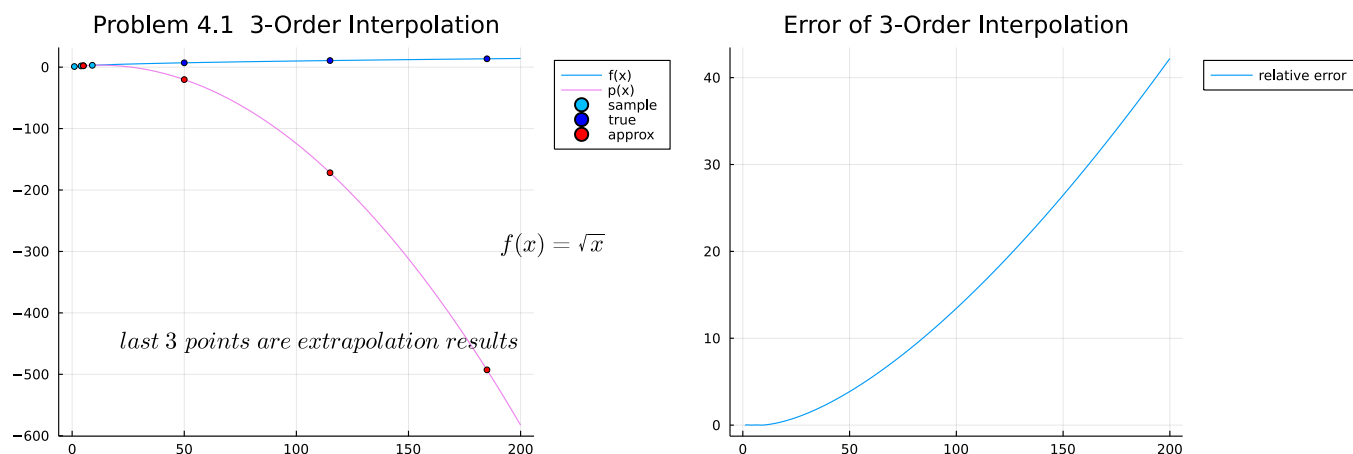 Problem 4.1 3-Order Interpolation
0
−100
−200
−300
−400
−500
−600
0
50
100
150
200
f(x)
p(x)
sample
true
approx
f(x) = √x
last 3 points are extrapolation results
Error of 3-Order Interpolation
40
30
20
10
0
0
50
100
150
200
relative error